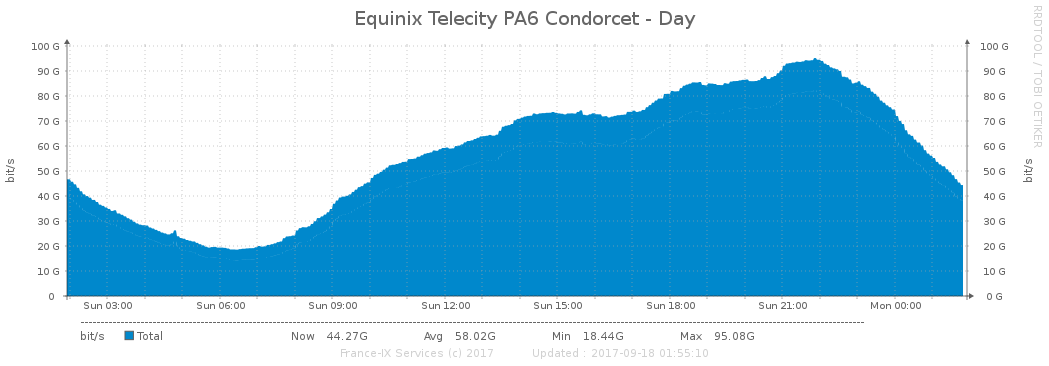 Equinix Telecity PA6 Condorcet - Day
RRDTOOL / TOBI OETIKER
100 G 100 G
90 G 90 G
80 G 80 G
70 G 70 G
60 G 60 G
50 G 50 G
40 G 40 G
30 G 30 G
20 G 20 G
10 G 10 G
0 0 G
bit/s bit/s
Sun 03:00 Sun 06:00 Sun 09:00 Sun 12:00 Sun 15:00 Sun 18:00 Sun 21:00 Mon 00:00
bit/s Total Now 44.27G Avg 58.02G Min 18.44G Max 95.08G
France-IX Services (c) 2017 Updated : 2017-09-18 01:55:10